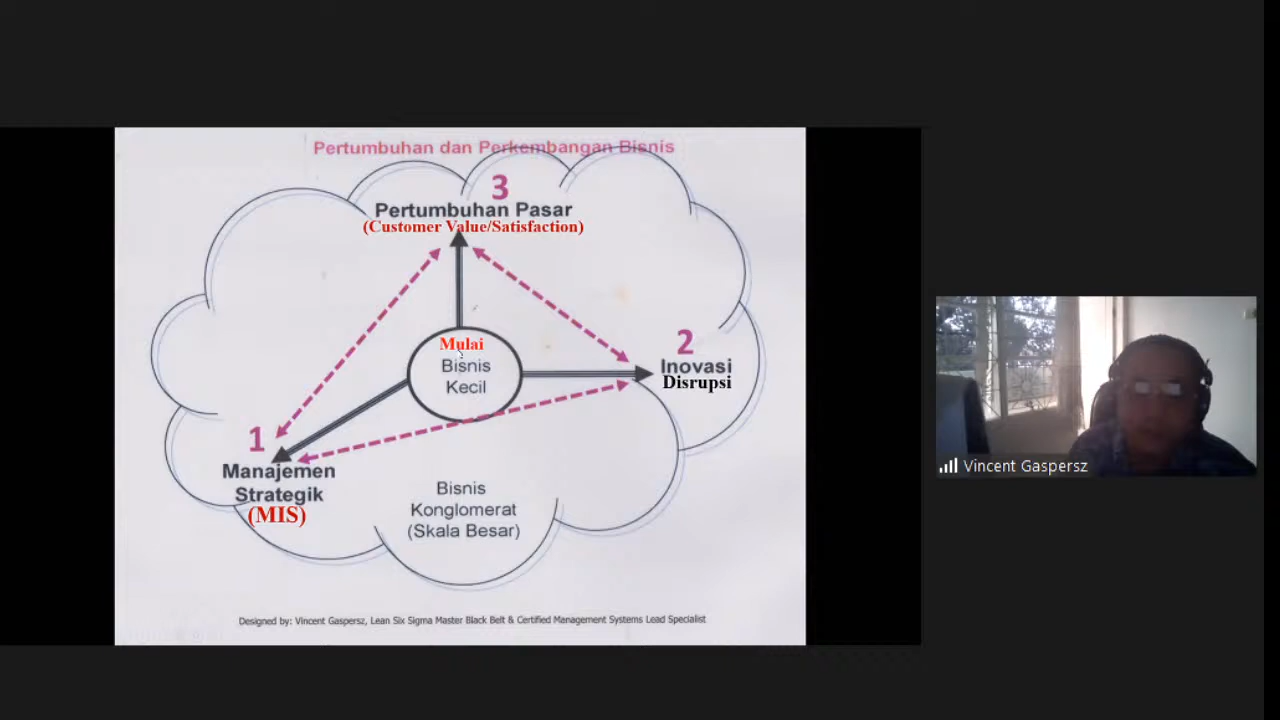 Pertumbuhan dan Perkembangan Bisnis
3
Pertumbuhan Pasar
(Customer Value/Satisfaction)
Mulai
Bisnis
Kecil
2
Inovasi
Disrupsi
1
Manajemen
Strategik
(MIS)
Bisnis
Konglomerat
(Skala Besar)
Designed by: Vincent Gaspersz, Lean Six Sigma Master Black Belt & Certified Management Systems Lead Specialist
Vincent Gaspersz